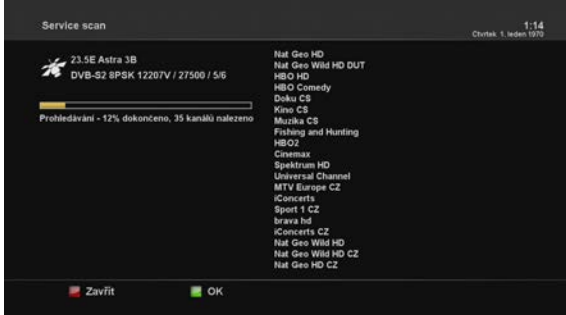 Service scan
1:14
Čtvrtek 1. leden 1970
23.5E Astra 3B
DVB-S2 8PSK 12207V / 27500 / 5/6
Prohledávání - 12% dokončeno, 35 kanálů nalezeno
Nat Geo HD
Nat Geo Wild HD DUT
HBO HD
HBO Comedy
Doku CS
Kino CS
Muzika CS
Fishing and Hunting
HBO2
Cinemax
Spektrum HD
Universal Channel
MTV Europe CZ
iConcerts
Sport 1 CZ
brava hd
iConcerts CZ
Nat Geo Wild HD
Nat Geo Wild HD CZ
Nat Geo HD CZ
Zavřít
OK